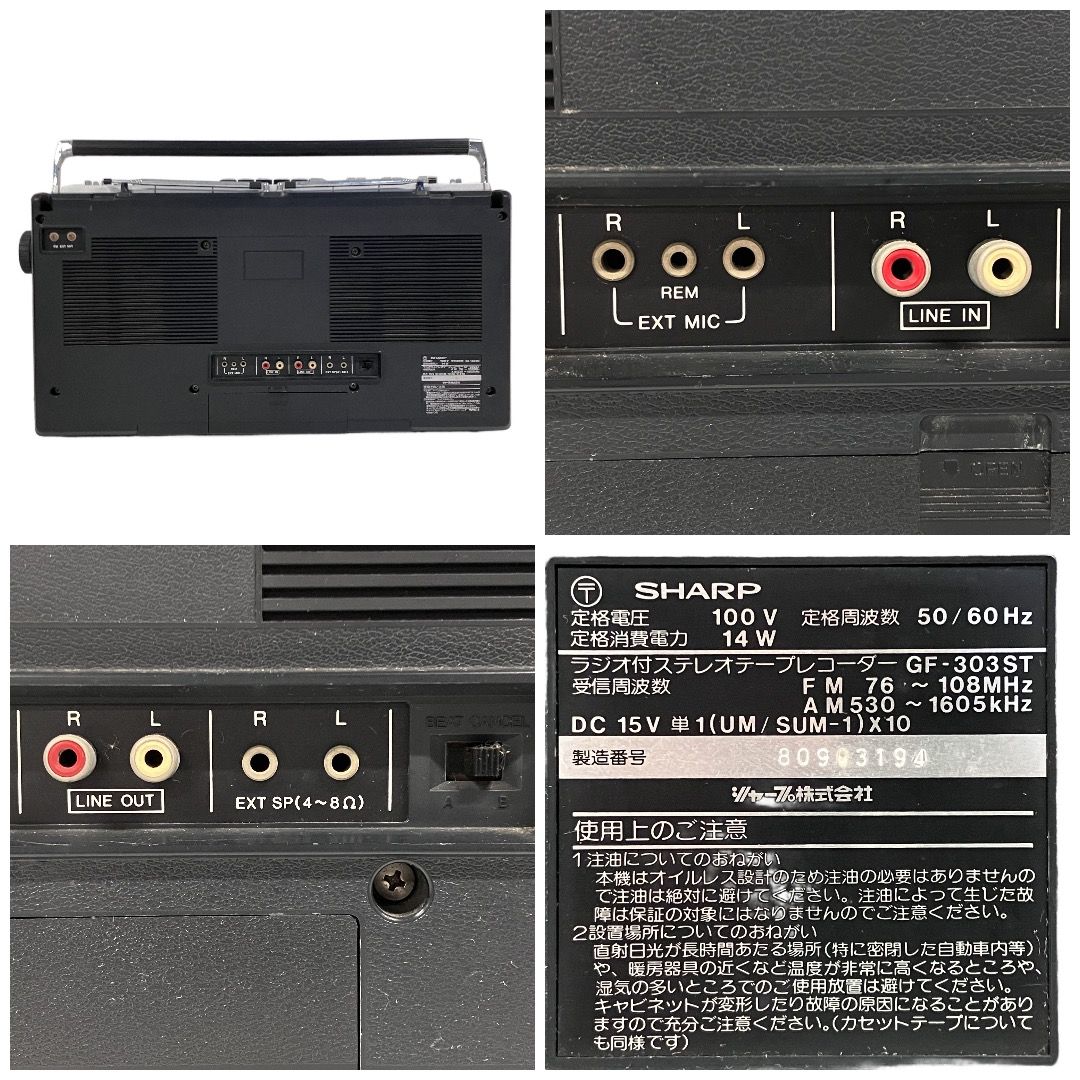 R L R L
REM
EXT MIC
LINE IN
OPEN
R L R L BEAT CANCEL
LINE OUT
EXT SP(4～8Ω) A B
〒 SHARP
定格電圧 100 V 定格周波数 50/60Hz
定格消費電力 14 W
ラジオ付ステレオテープレコーダー GF-303ST
受信周波数 FM 76 ～ 108MHz
AM 530 ～ 1605kHz
DC 15V 単1(UM/SUM-1)X10
製造番号 80903194
シャープ株式会社
使用上のご注意
1注油についてのおねがい
本機はオイルレス設計のため注油の必要はありませんの
で注油は絶対に避けてください。注油によって生じた故
障は保証の対象にはなりませんのでご注意ください。
2設置場所についてのおねがい
直射日光が長時間あたる場所(特に密閉した自動車内等)
や、暖房器具の近くなど温度が非常に高くなるところや、
湿気の多いところでのご使用放置は避けてください。
キャビネットが変形したり故障の原因になることがあり
ますので充分ご注意ください。(カセットテープについて
も同様です)